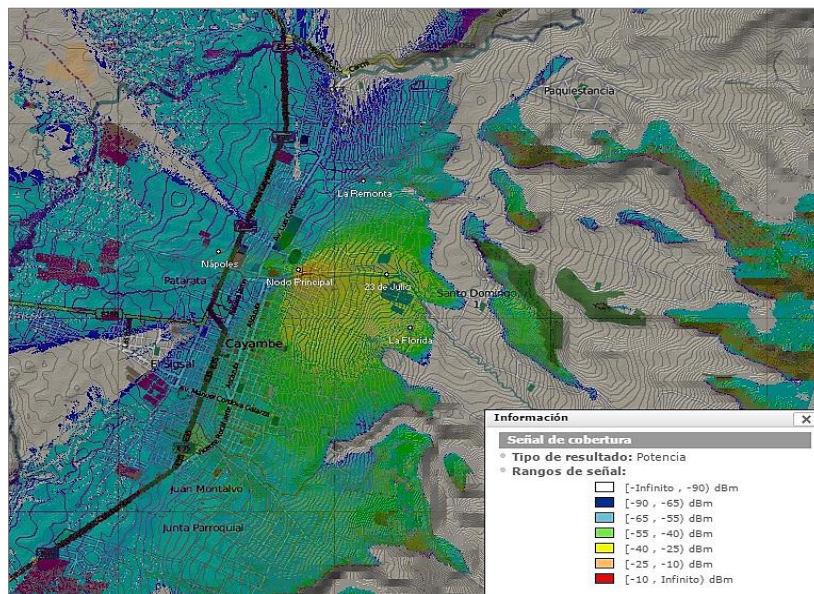 Paquiestancia
La Remonta
Nápoles
Nodo Principal
Patarata
23 de Julio
Santo Domingo
1
La Florida
Cayambe
Juan Montalvo
Junta Parroquial
Información
Señal de cobertura
Tipo de resultado: Potencia
Rangos de señal:
[-Infinito , -90) dBm
[-90 , -65) dBm
[-65 , -55) dBm
[-55 , -40) dBm
[-40 , -25) dBm
[-25 , -10) dBm
[-10 , Infinito) dBm